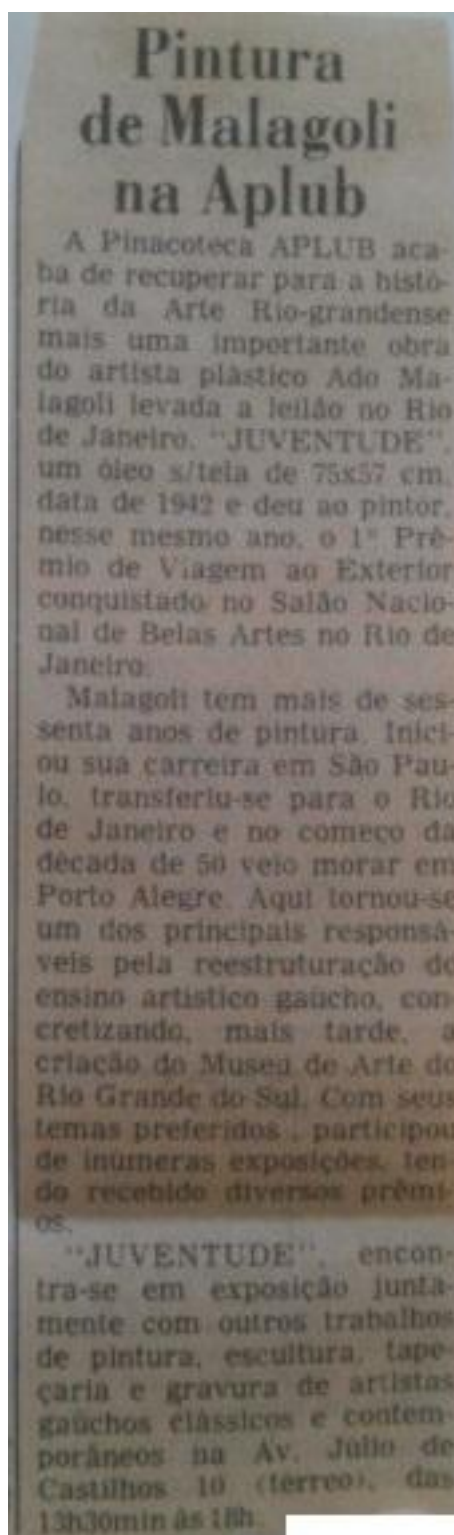 Pintura
de Malagoli
na Aplub
A Pinacoteca APLUB aca-
ba de recuperar para a histó-
ria da Arte Rio-grandense
mais uma importante obra
do artista plástico Ado Ma-
lagoli levada a leilão no Rio
de Janeiro. "JUVENTUDE",
um óleo s/tela de 75x57 cm,
data de 1942 e deu ao pintor,
nesse mesmo ano, o 1º Prê-
mio de Viagem ao Exterior
conquistado no Salão Nacio-
nal de Belas Artes no Rio de
Janeiro.
Malagoli tem mais de ses-
senta anos de pintura. Inici-
ou sua carreira em São Pau-
lo, transferiu-se para o Rio
de Janeiro e no começo da
década de 50 veio morar em
Porto Alegre. Aqui tornou-se
um dos principais responsá-
veis pela reestruturação do
ensino artístico gaúcho, con-
cretizando, mais tarde, a
criação do Museu de Arte do
Rio Grande do Sul. Com seus
temas preferidos , participou
de inúmeras exposições, ten-
do recebido diversos prêmi-
os.
"JUVENTUDE", encon-
tra-se em exposição junta-
mente com outros trabalhos
de pintura, escultura, tape-
çaria e gravura de artistas
gaúchos clássicos e contem-
porâneos na Av. Júlio de
Castilhos 10 (térreo), das
13h30min às 18h.